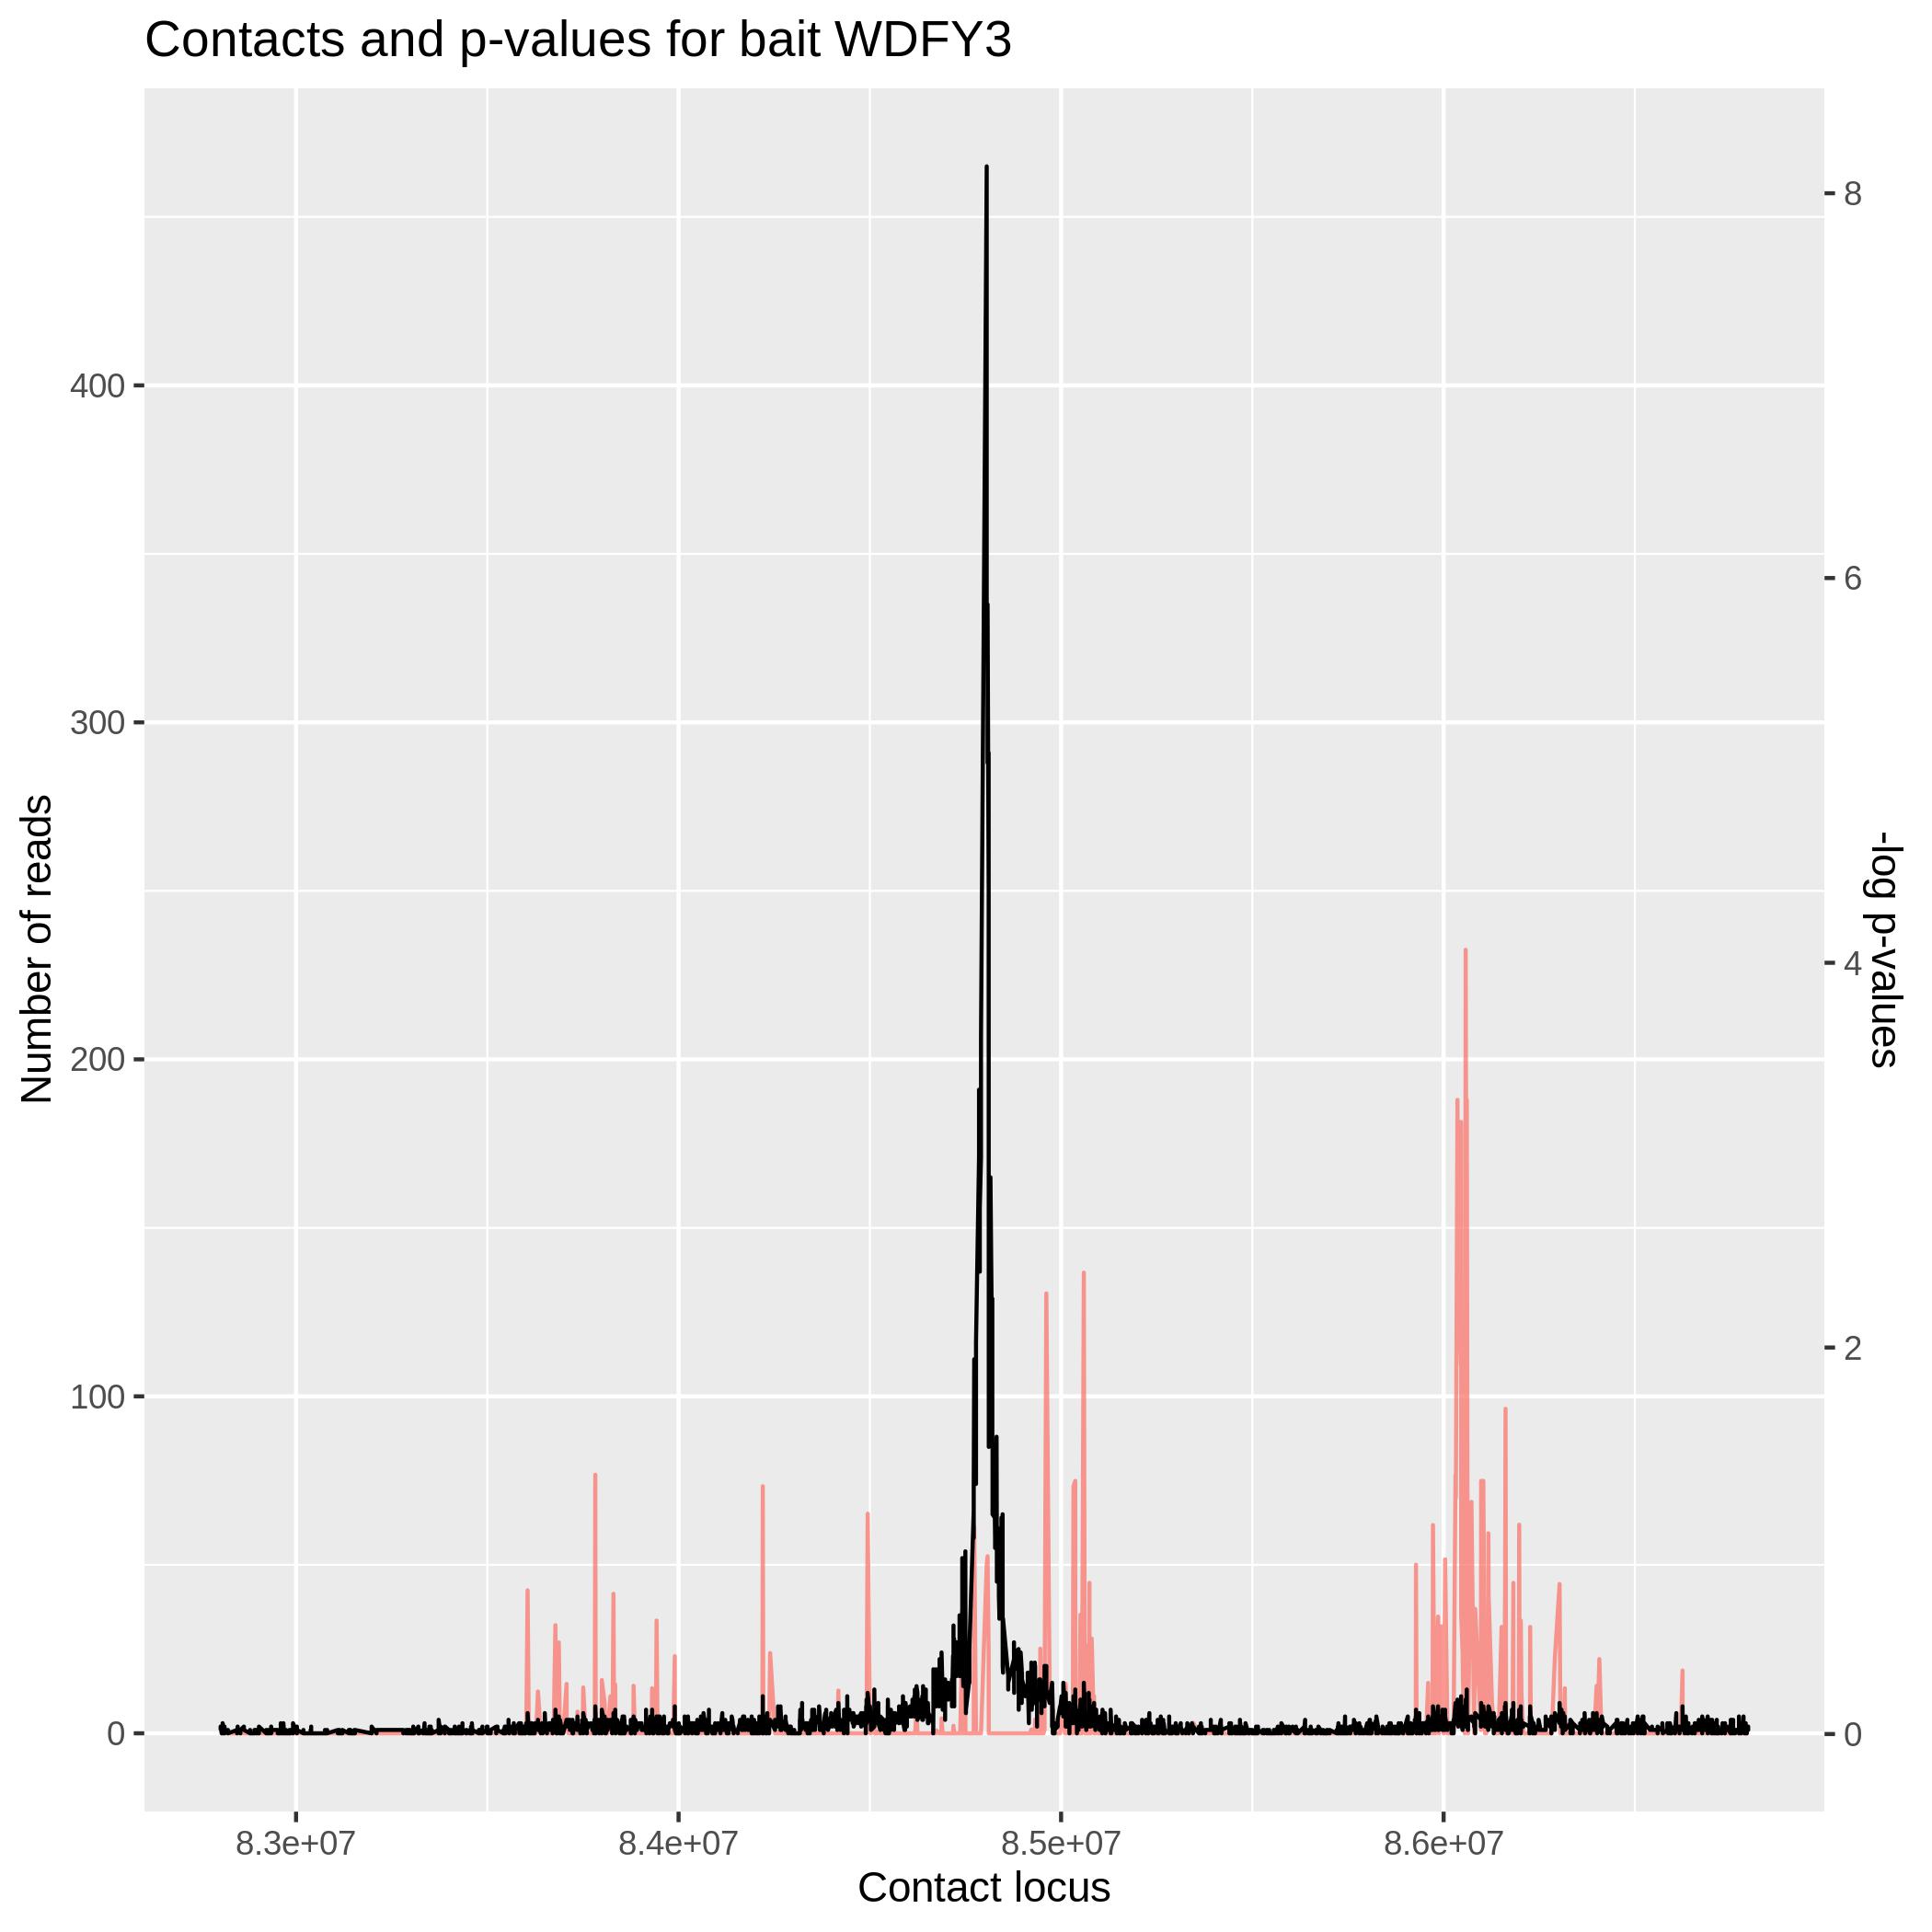 Contacts and p-values for bait WDFY3
Number of reads
400
300
200
100
0
8
6
4
2
0
-log p-values
8.3e+07
8.4e+07
8.5e+07
8.6e+07
Contact locus